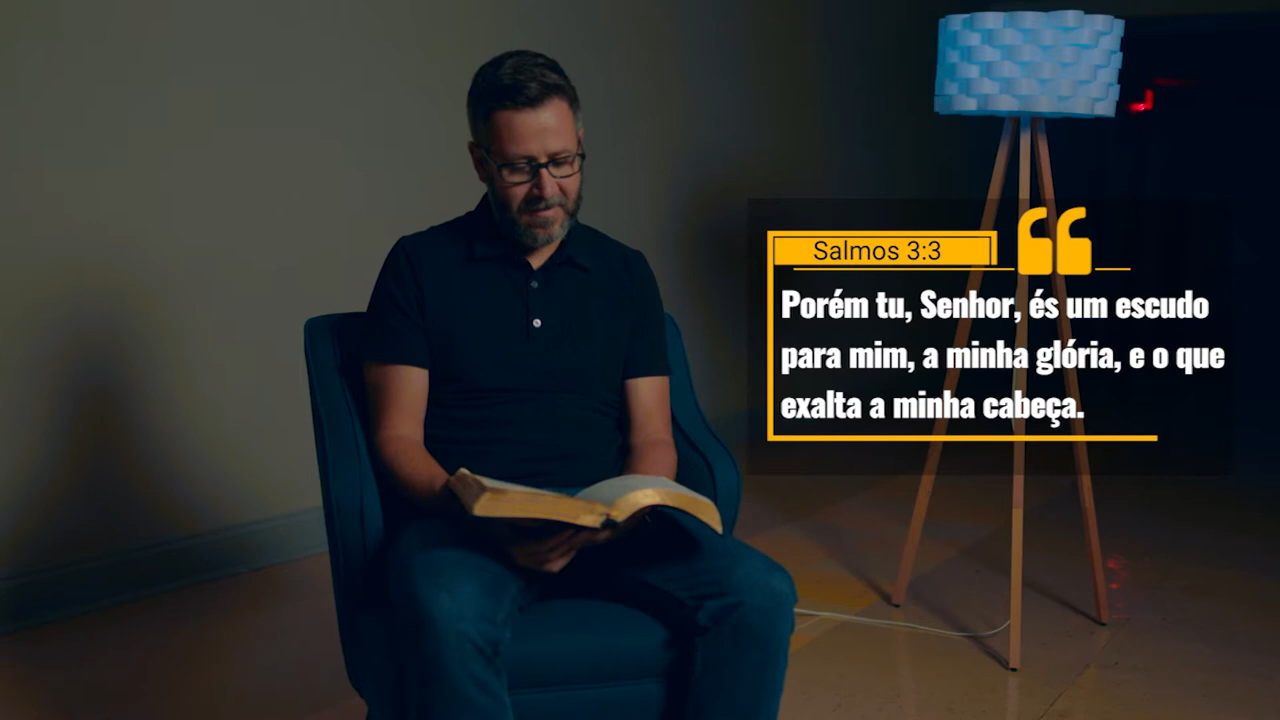 Salmos 3:3
Porém tu, Senhor, és um escudo
para mim, a minha glória, e o que
exalta a minha cabeça.